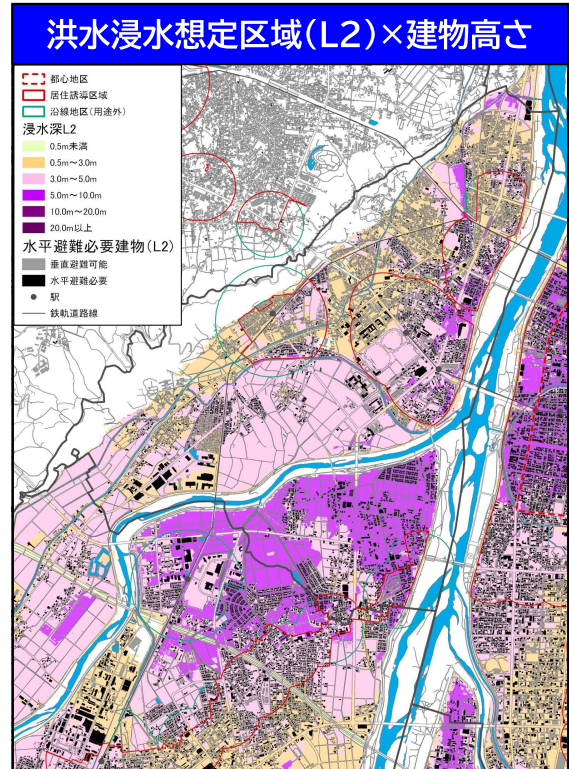 洪水浸水想定区域(L2)×建物高さ
都心地区
居住誘導区域
沿線地区(用途外)
浸水深L2
0.5m未満
0.5m~3.0m
3.0m~5.0m
5.0m~10.0m
10.0m~20.0m
20.0m以上
水平避難必要建物(L2)
垂直避難可能
水平避難必要
駅
鉄軌道路線